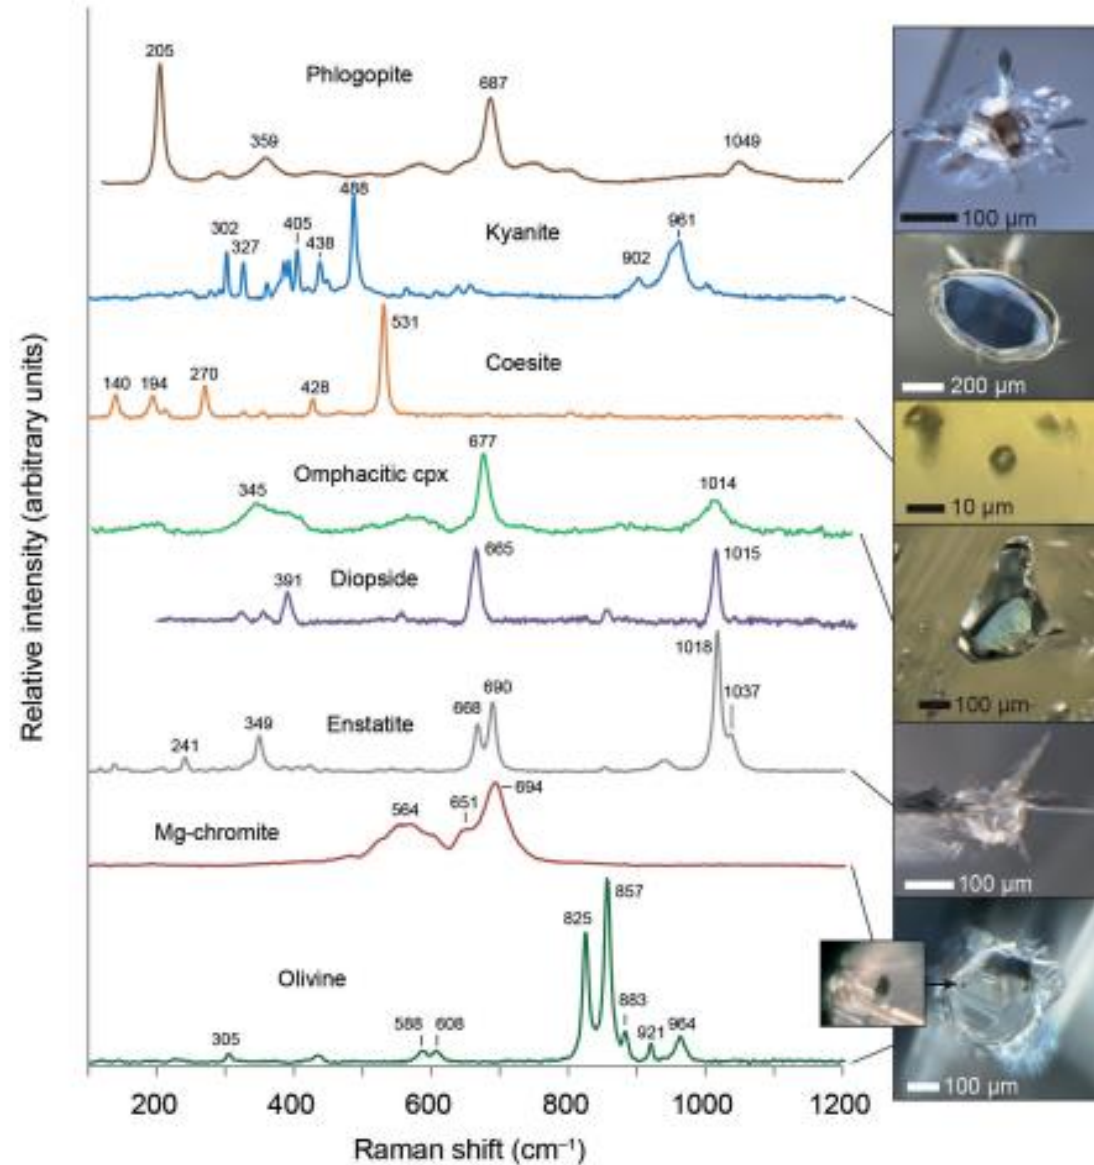 Relative intensity (arbitrary units)
205
Phlogopite
687
359
1049
488
302
405
Kyanite
961
327
438
902
531
Coesite
140
194
270
428
677
Omphacitic cpx
345
1014
665
1015
Diopside
391
1018
690
1037
668
Enstatite
349
241
694
651
564
Mg-chromite
857
825
Olivine
883
588
608
921
964
305
200
400
600
800
1000
1200
Raman shift (cm⁻¹)
100 µm
200 µm
10 µm
100 µm
100 µm
100 µm